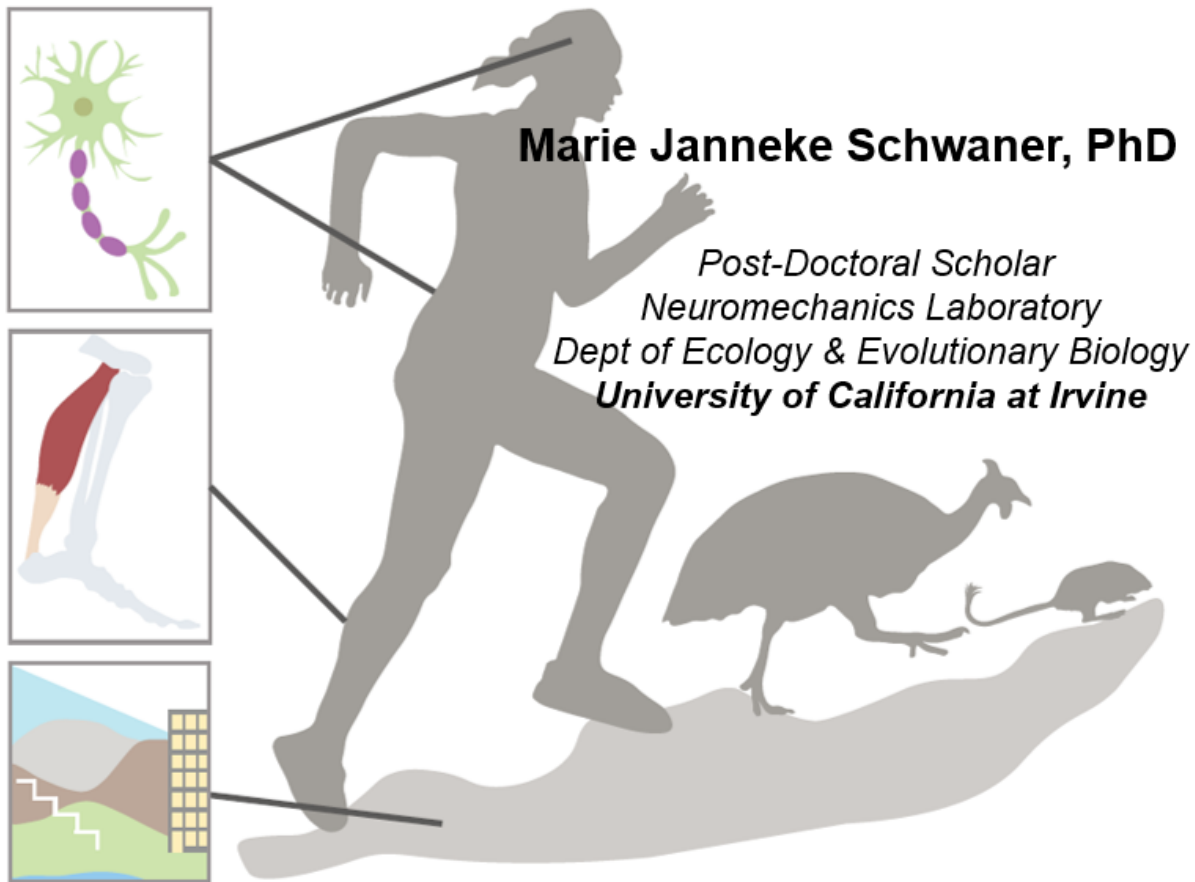 Marie Janneke Schwaner, PhD
Post-Doctoral Scholar
Neuromechanics Laboratory
Dept of Ecology & Evolutionary Biology
University of California at Irvine